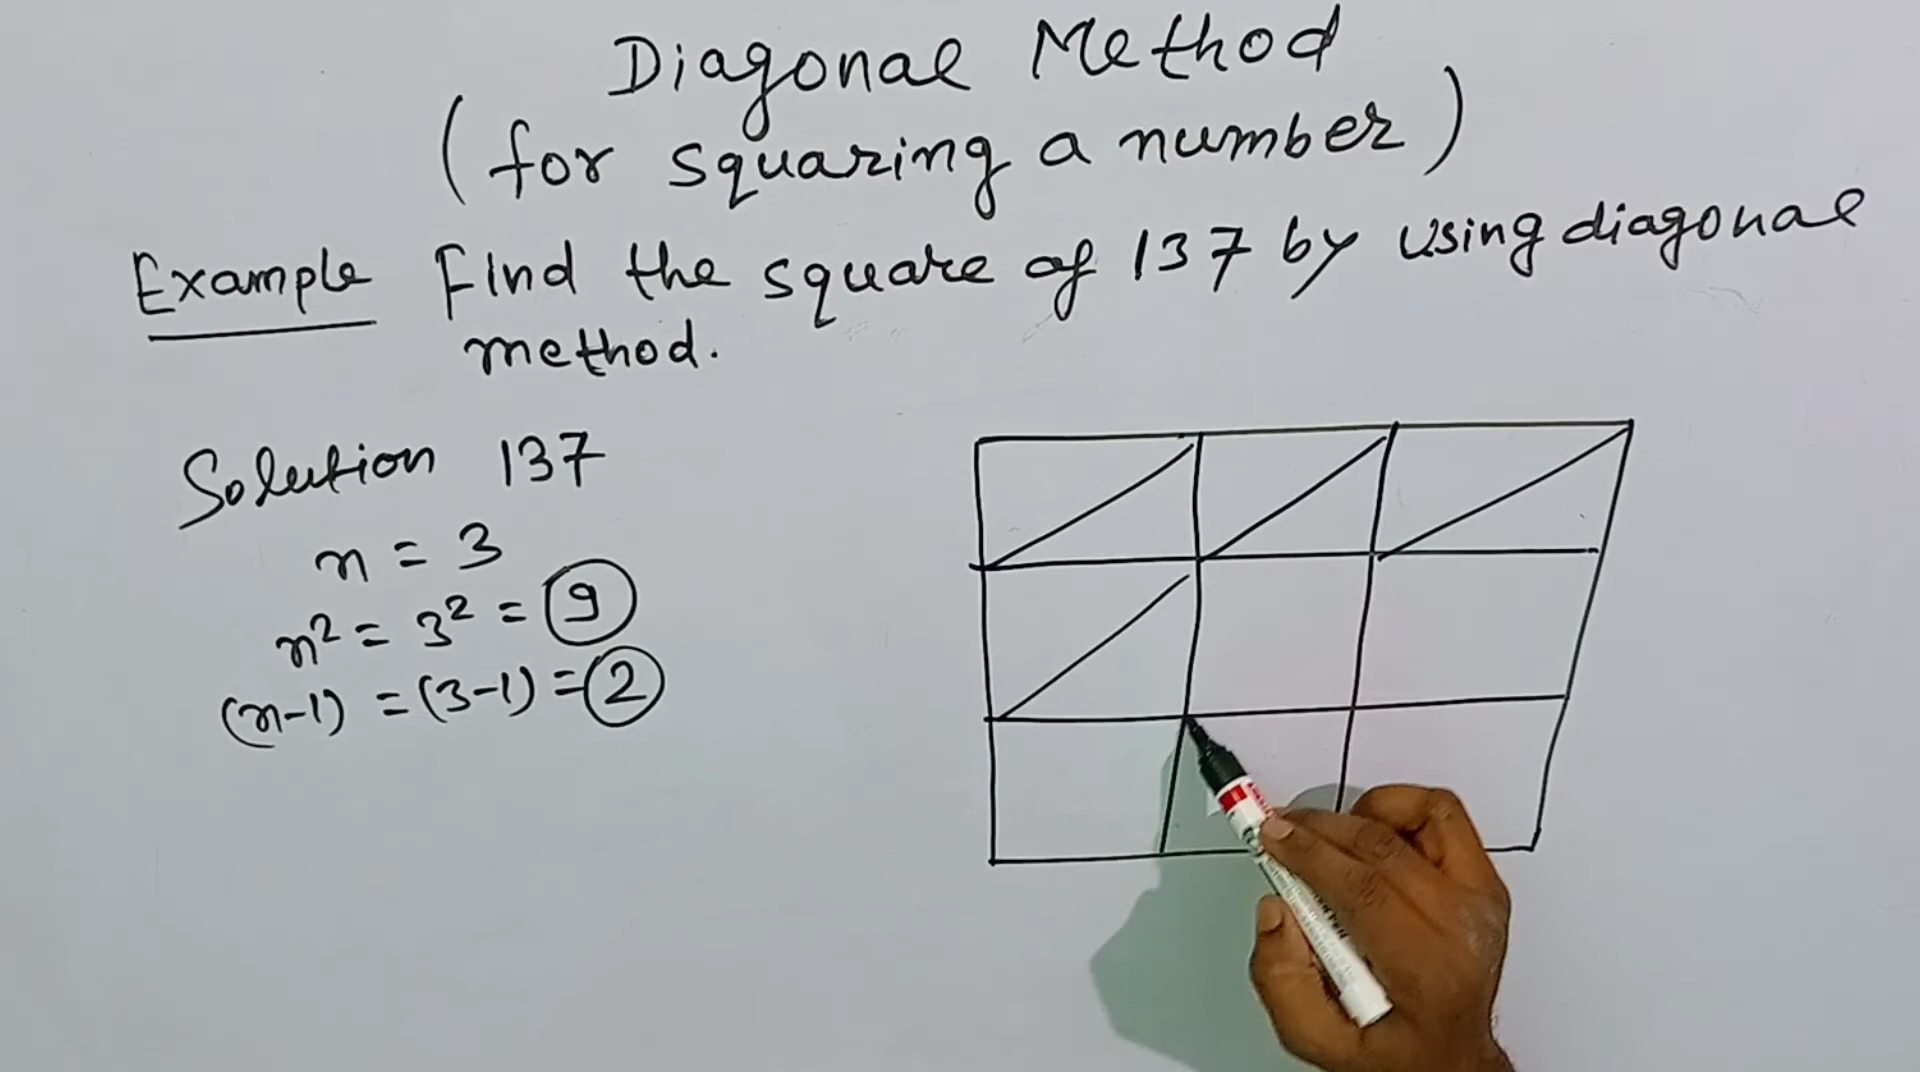 Diagonal Method
(for squaring a number)
Example Find the square of 137 by using diagonal
method.
Solution 137
n = 3
n² = 3² = 9
(n-1) = (3-1) = 2